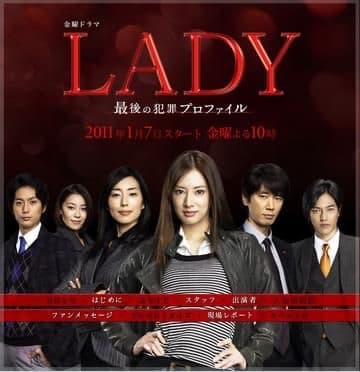 金曜ドラマ
LADY
最後の犯罪プロファイル
2011年1月7日スタート 金曜よる10時
はじめに スタッフ 出演者
ファンメッセージ 現場レポート